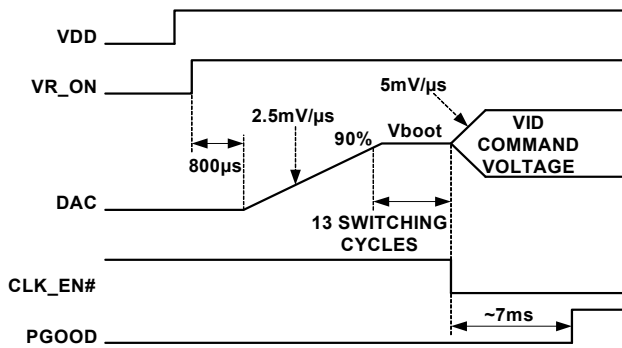 VDD
VR_ON
5mV/µs
2.5mV/µs
90%
Vboot
VID
COMMAND
VOLTAGE
800µs
DAC
13 SWITCHING
CYCLES
CLK_EN#
~7ms
PGOOD